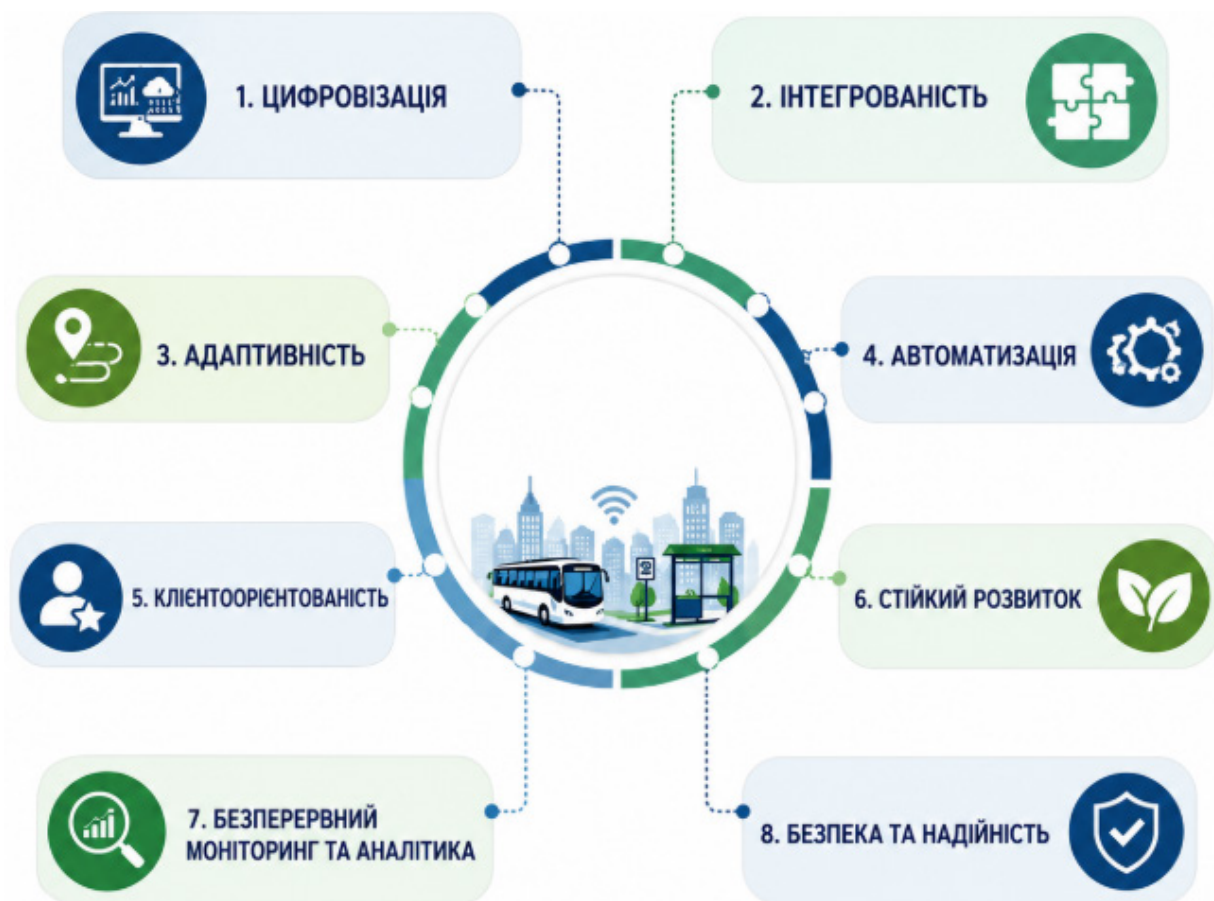 1. ЦИФРОВІЗАЦІЯ
2. ІНТЕГРОВАНІСТЬ
3. АДАПТИВНІСТЬ
4. АВТОМАТИЗАЦІЯ
5. КЛІЄНТООРІЄНТОВАНІСТЬ
6. СТІЙКИЙ РОЗВИТОК
7. БЕЗПЕРЕРВНИЙ
МОНІТОРИНГ ТА АНАЛІТИКА
8. БЕЗПЕКА ТА НАДІЙНІСТЬ